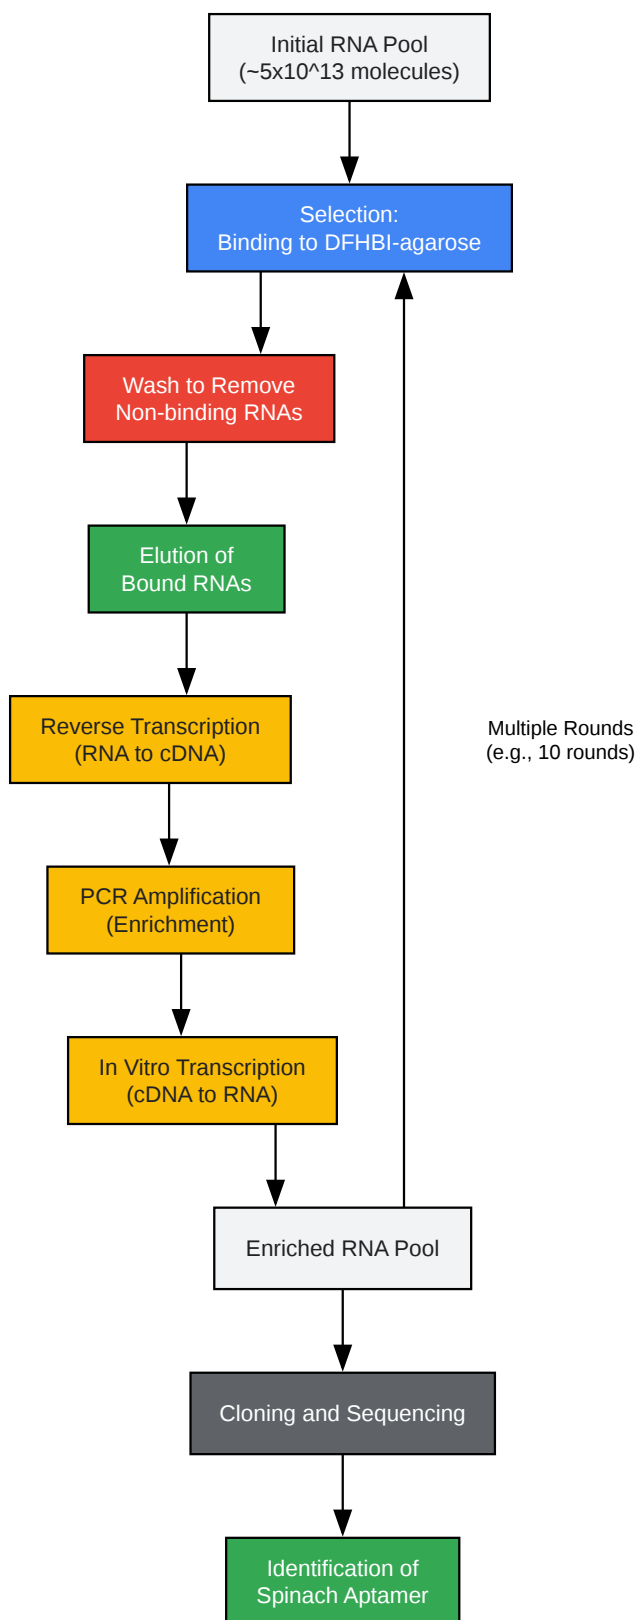 Initial RNA Pool
(~5x10^13 molecules)
Selection:
Binding to DFHBI-agarose
Wash to Remove
Non-binding RNAs
Elution of
Bound RNAs
Reverse Transcription
(RNA to cDNA)
Multiple Rounds
(e.g., 10 rounds)
PCR Amplification
(Enrichment)
In Vitro Transcription
(cDNA to RNA)
Enriched RNA Pool
Cloning and Sequencing
Identification of
Spinach Aptamer